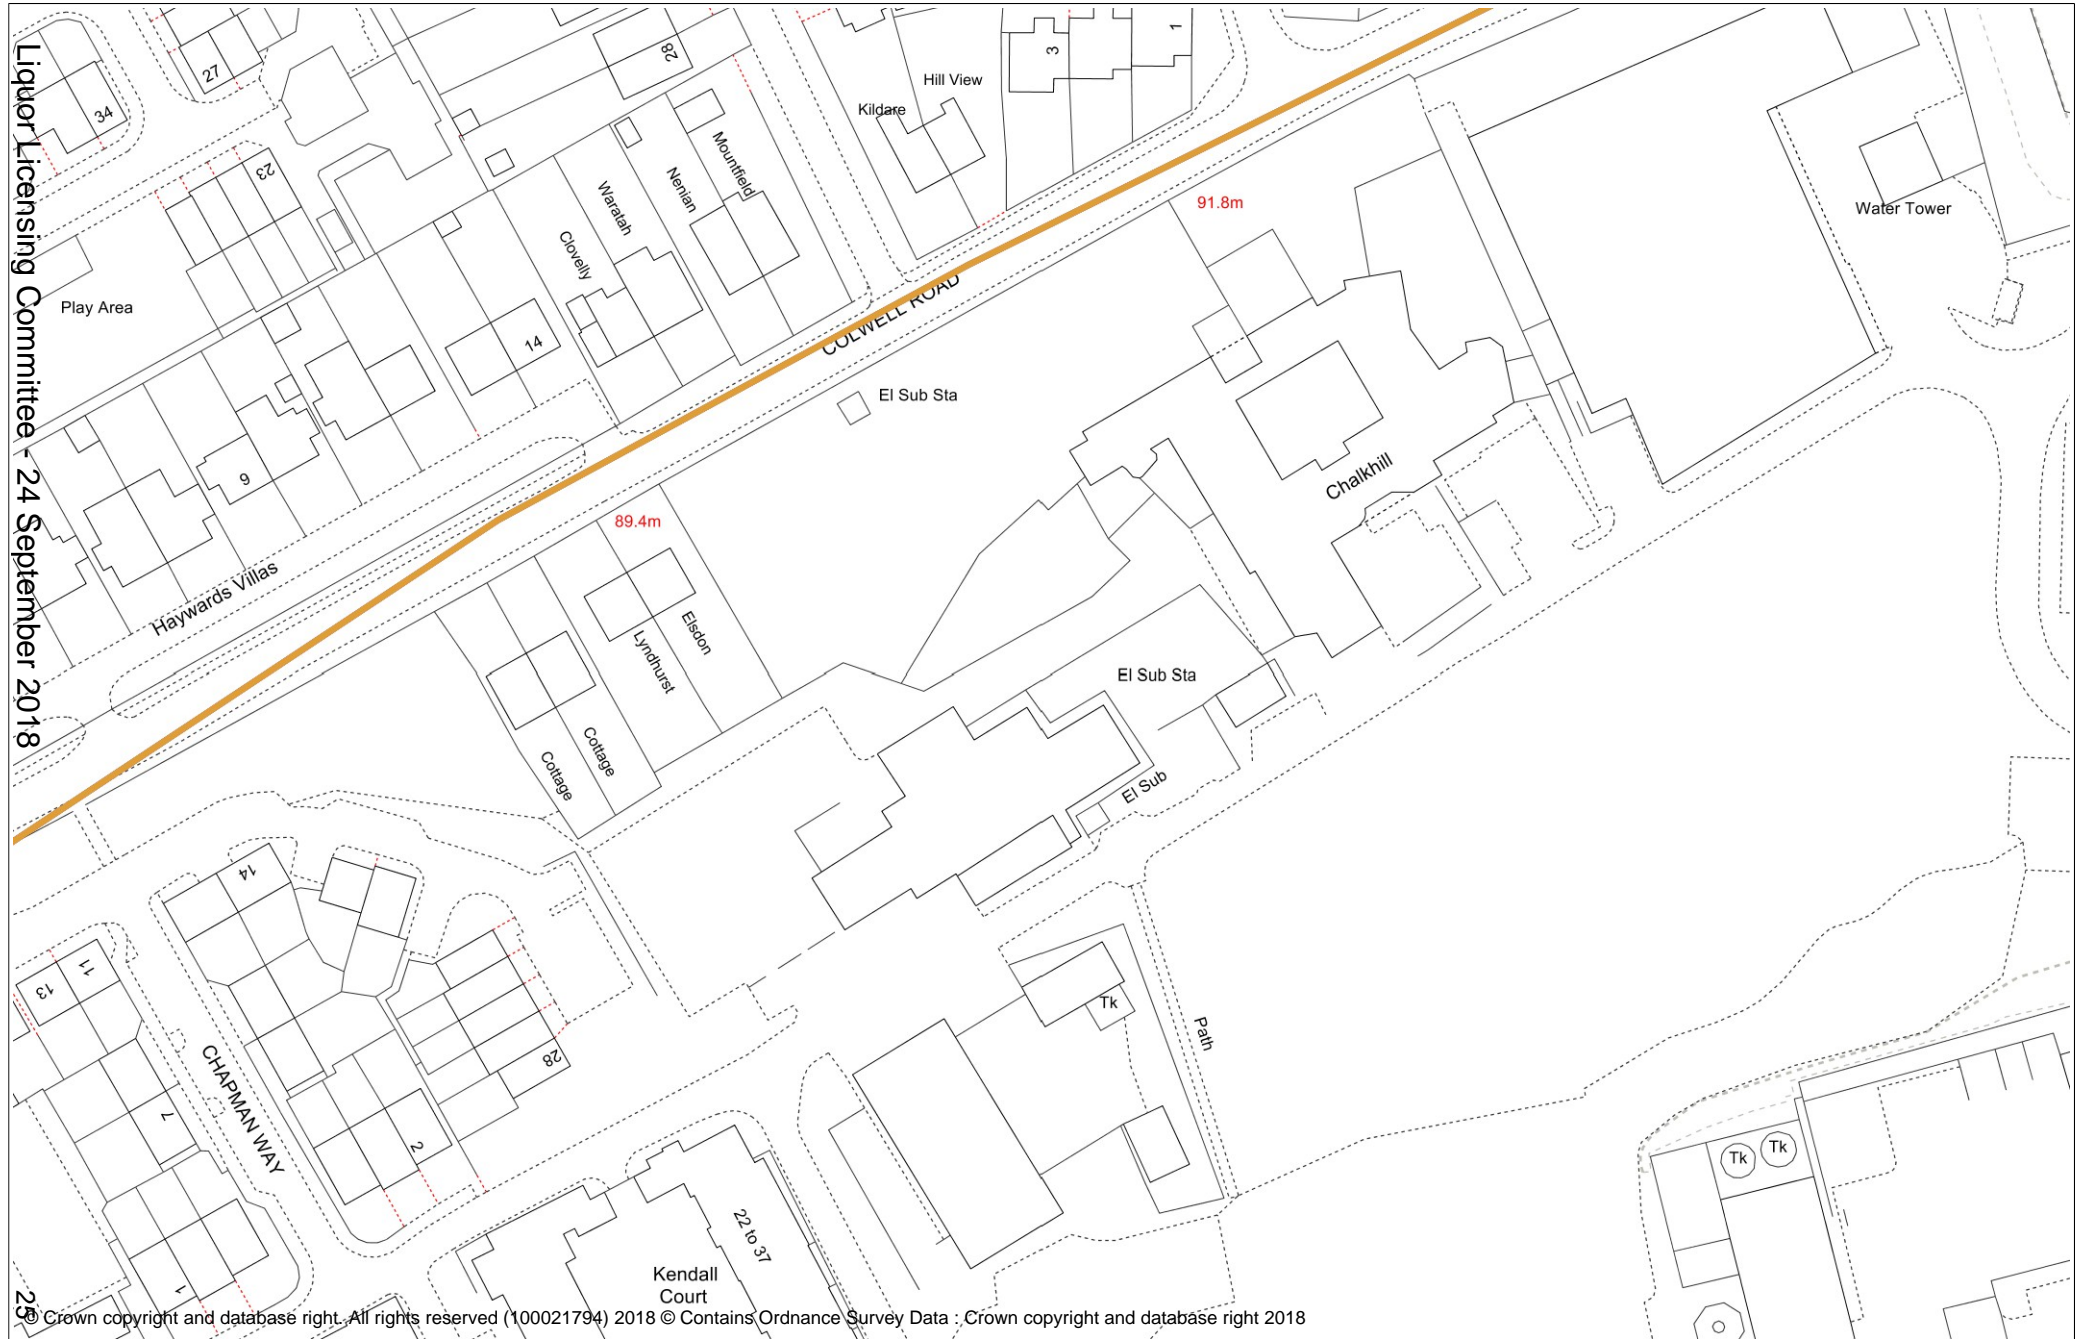 Liquor Licensing Committee - 24 September 2018
27
34
28
Hill View
Kildare
3
1
23
Mountfield
Nenian
Waratah
Clovelly
91.8m
Water Tower
Play Area
14
COLWELL ROAD
El Sub Sta
9
Chalkhill
89.4m
Haywards Villas
Elsdon
Lyndhurst
El Sub Sta
Cottage
Cottage
El Sub
14
11
13
Tk
Path
28
CHAPMAN WAY
7
2
Tk
Tk
22 to 37
Kendall
Court
1
25
© Crown copyright and database right. All rights reserved (100021794) 2018 © Contains Ordnance Survey Data : Crown copyright and database right 2018